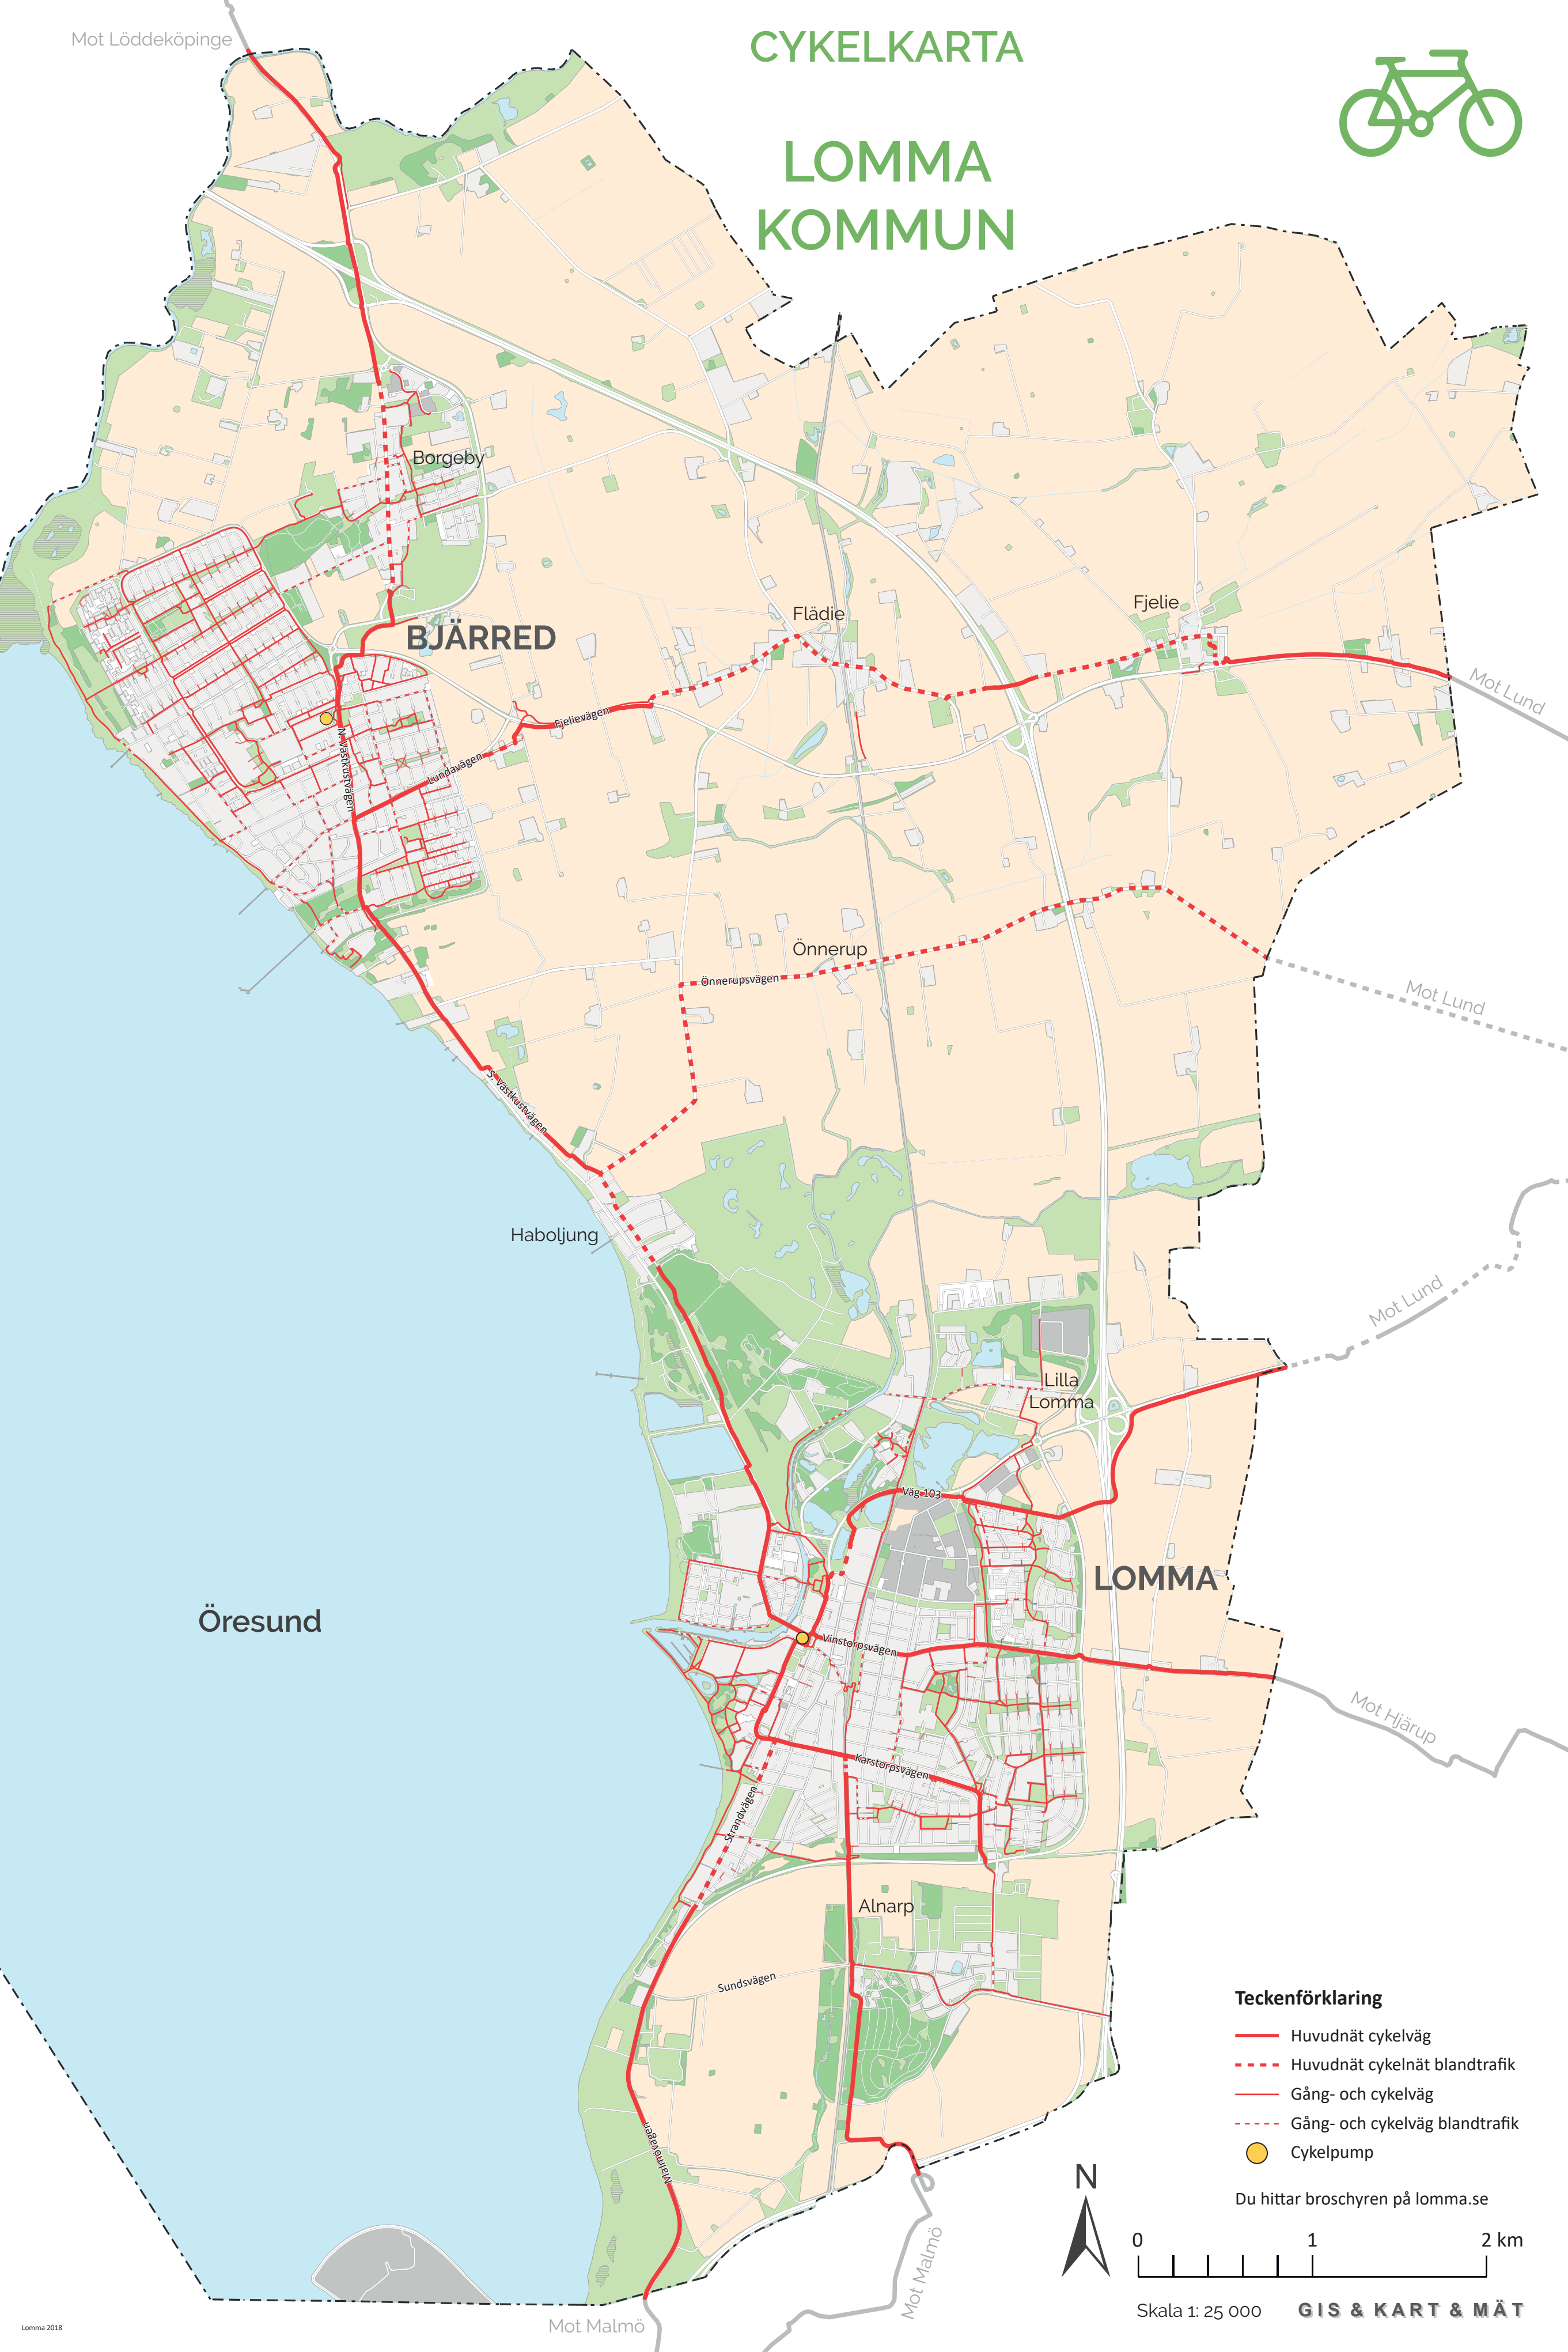 CYKELKARTA
LOMMA
KOMMUN
Mot Löddeköpinge
Borgeby
BJÄRRED
Flädie
Fjelie
Mot Lund
Fjelievägen
Lundavägen
N. Västkustvägen
Önnerup
Önnerupsvägen
Mot Lund
S. Västkustvägen
Haboljung
Mot Lund
Lilla
Lomma
Väg 103
LOMMA
Öresund
Vinstorpsvägen
Mot Hjärup
Karstorpsvägen
Strandvägen
Alnarp
Sundsvägen
Malmövägen
Mot Malmö
Mot Malmö
Teckenförklaring
Huvudnät cykelväg
Huvudnät cykelnät blandtrafik
Gång- och cykelväg
Gång- och cykelväg blandtrafik
Cykelpump
Du hittar broschyren på lomma.se
N
0 1 2 km
Skala 1: 25 000
GIS & KART & MÄT
Lomma 2018